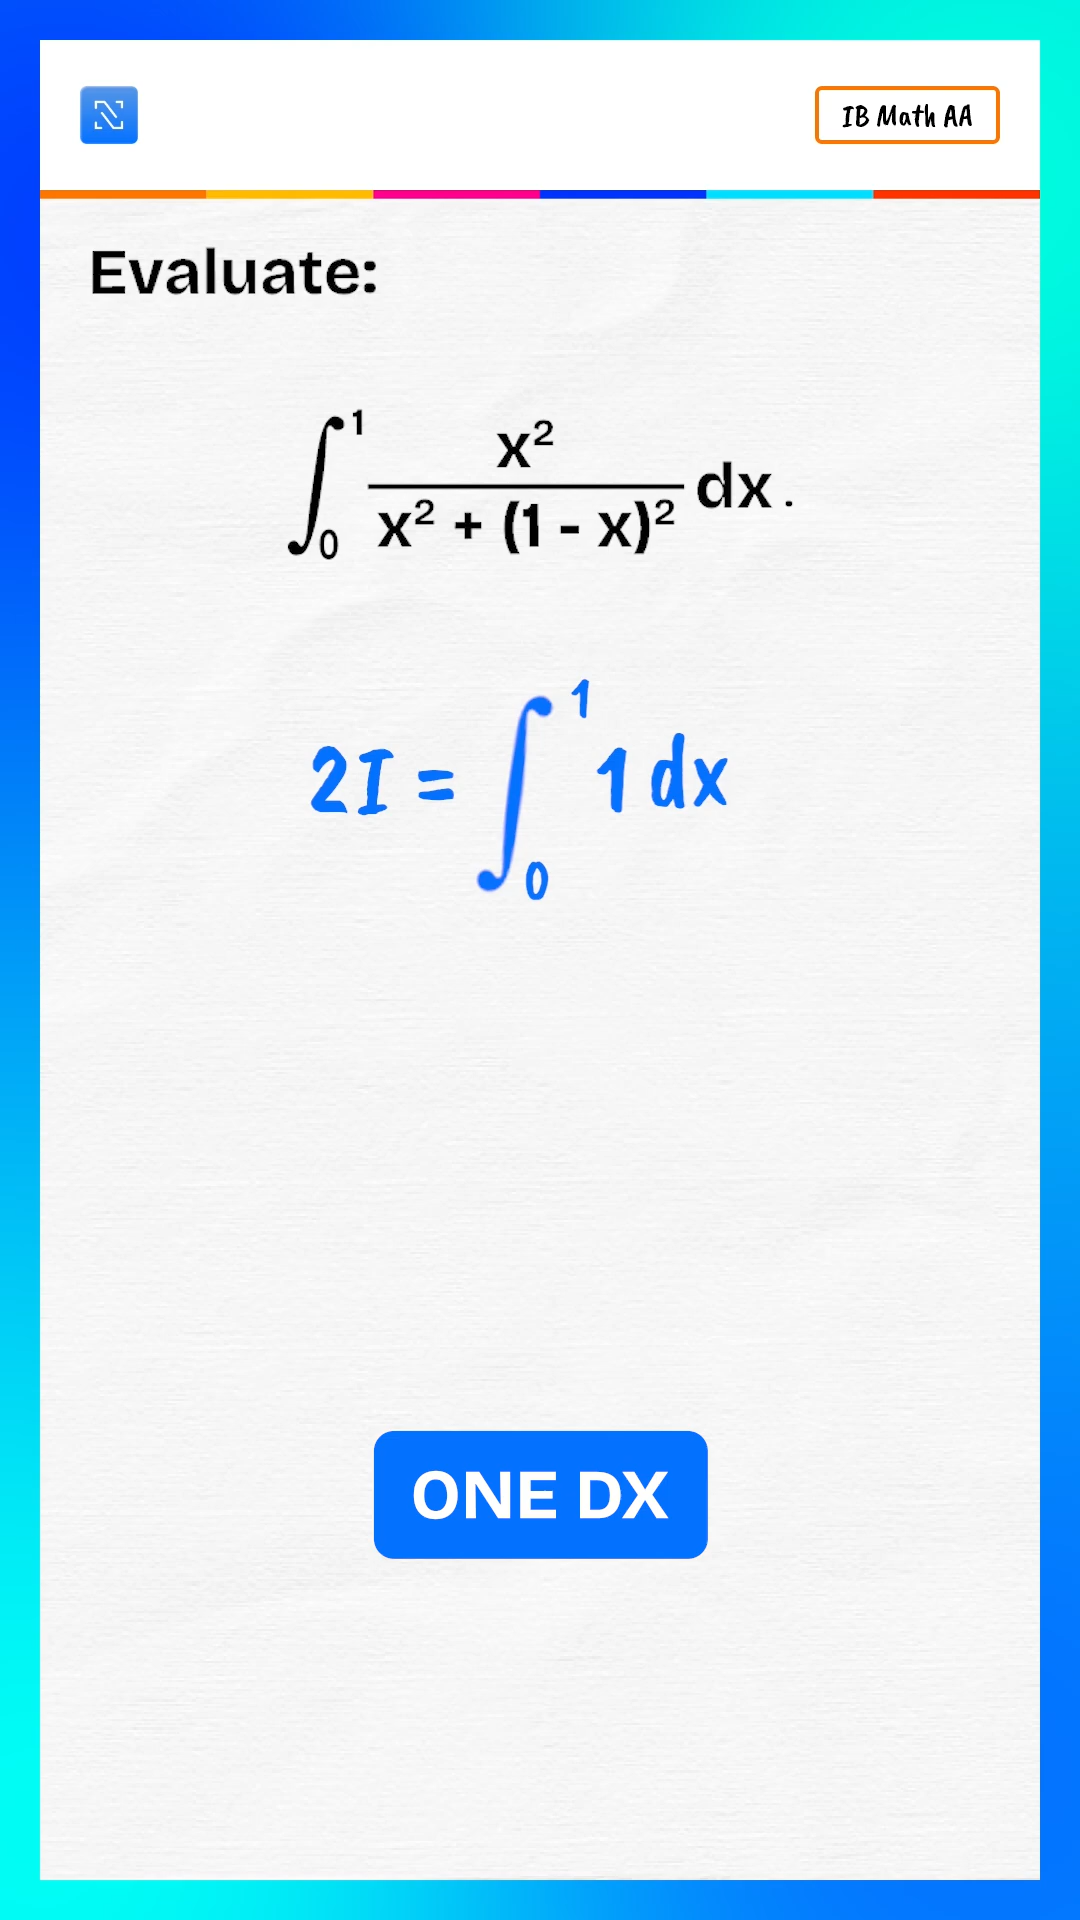 IB Math AA
Evaluate:
∫₀¹ x² / (x² + (1 - x)²) dx.
2I = ∫₀¹ 1 dx
ONE DX